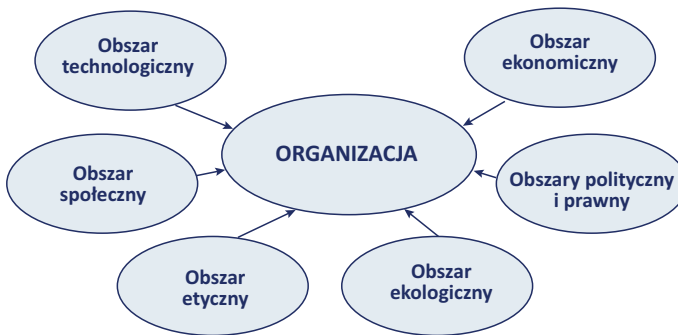 Obszar
technologiczny
Obszar
ekonomiczny
ORGANIZACJA
Obszar
społeczny
Obszary polityczny
i prawny
Obszar
etyczny
Obszar
ekologiczny